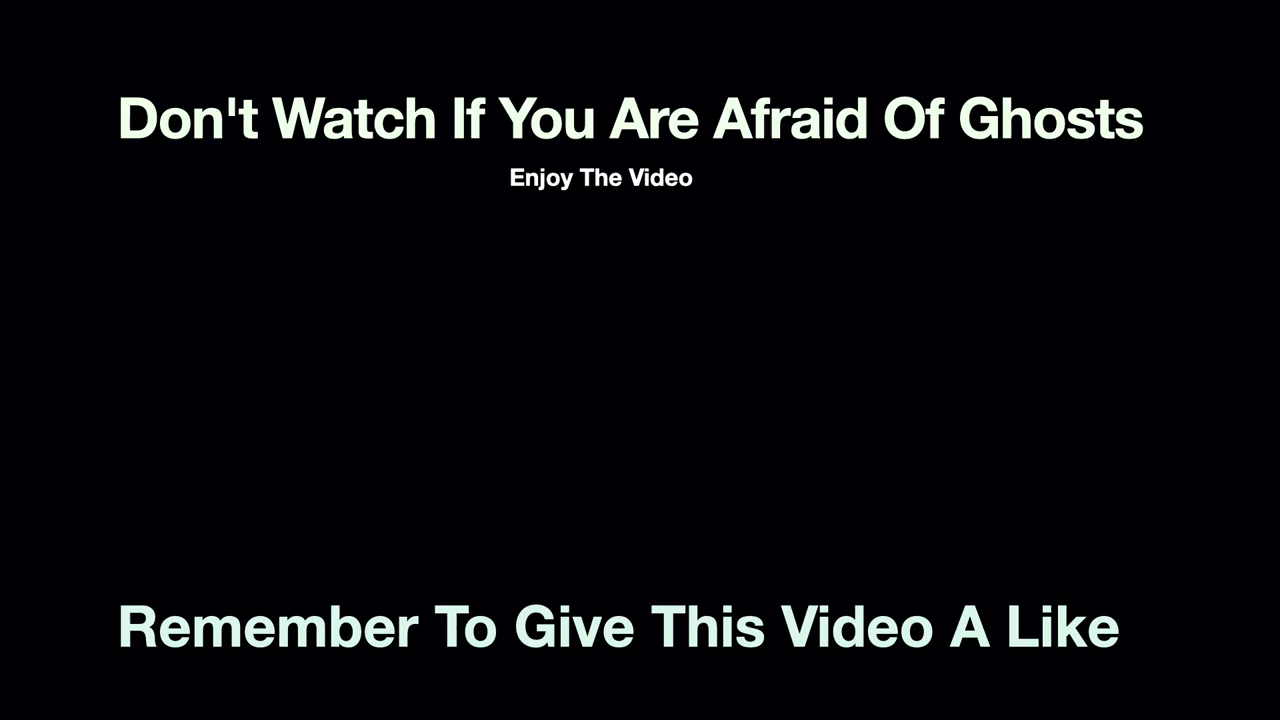 Don't Watch If You Are Afraid Of Ghosts
Enjoy The Video
Remember To Give This Video A Like